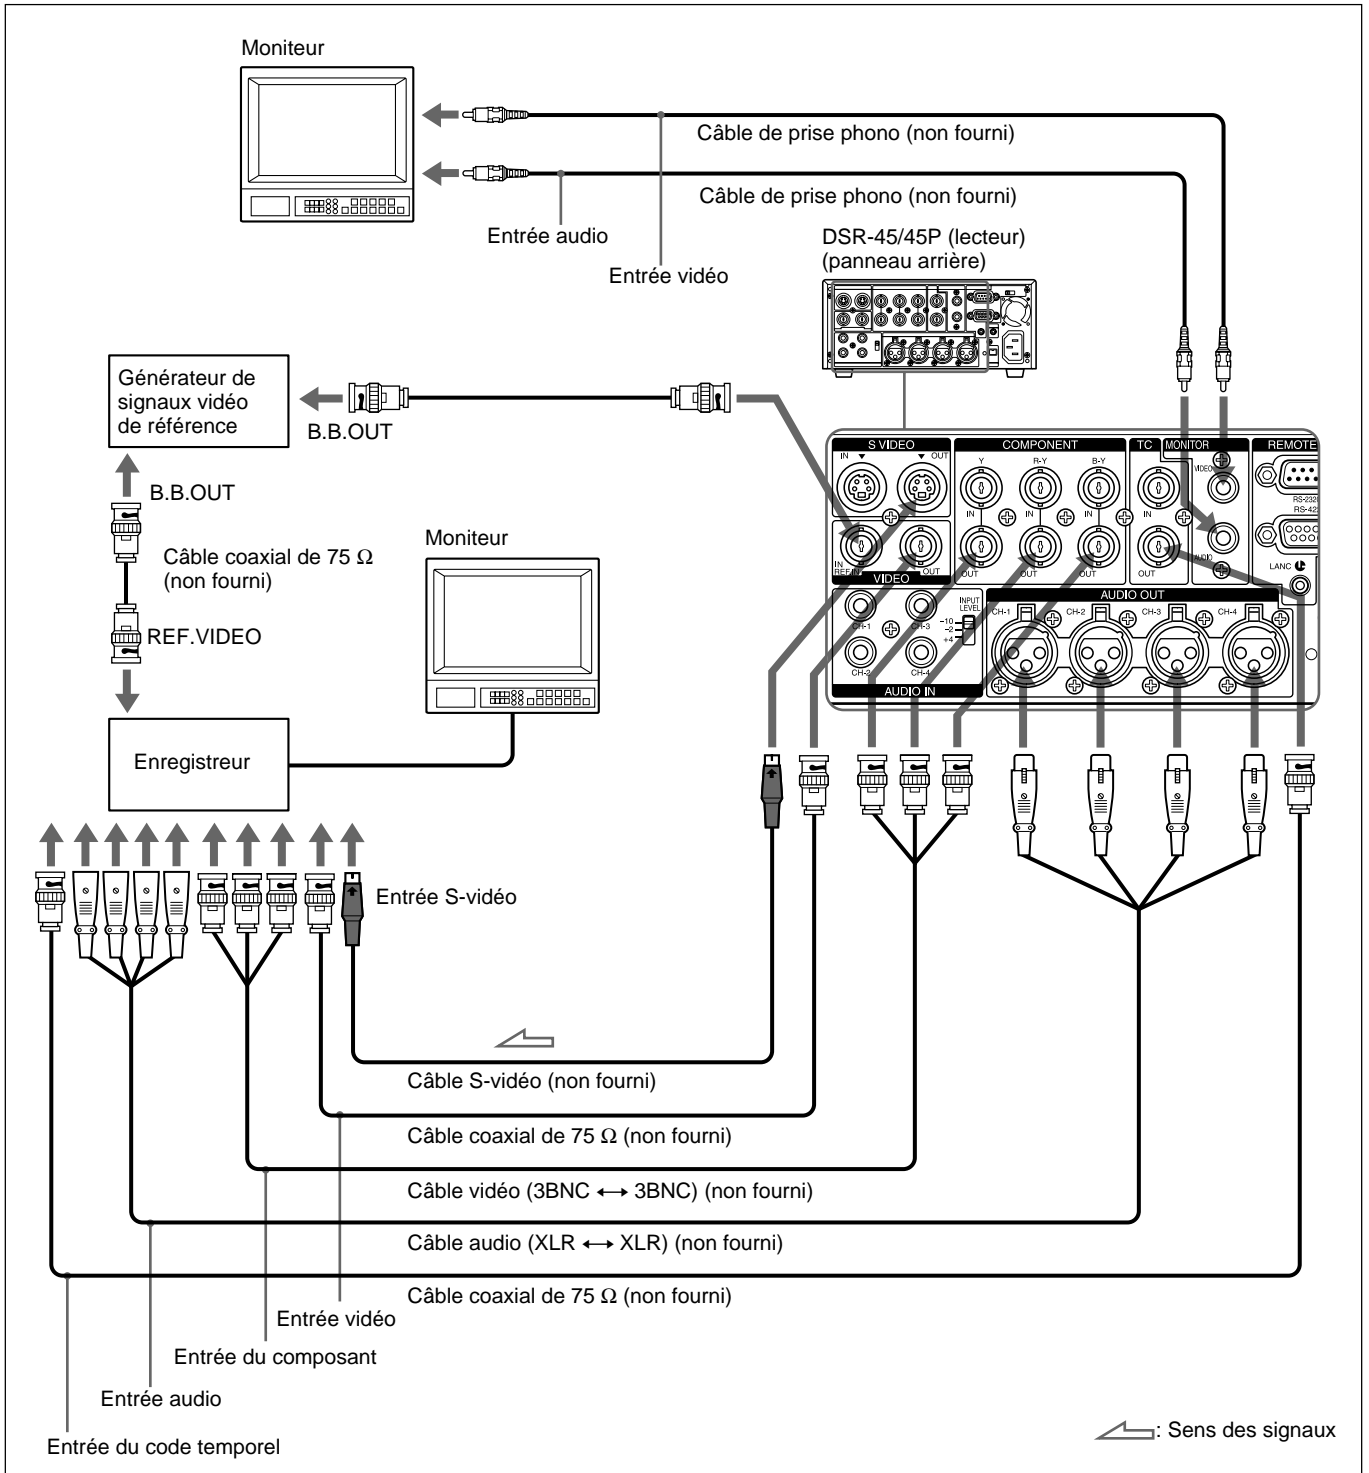 Moniteur
Câble de prise phono (non fourni)
Câble de prise phono (non fourni)
Entrée audio
Entrée vidéo
DSR-45/45P (lecteur)
(panneau arrière)
Générateur de
signaux vidéo
de référence
B.B.OUT
B.B.OUT
Câble coaxial de 75 Ω
(non fourni)
REF.VIDEO
Moniteur
Enregistreur
S VIDEO
COMPONENT
TC
MONITOR
REMOTE
IN
OUT
Y
R-Y
B-Y
VIDEO
IN
IN
IN
IN
RS-232C
RS-422
IN
REF.IN
OUT
OUT
OUT
OUT
OUT
AUDIO
LANC
VIDEO
AUDIO OUT
CH-1
CH-3
INPUT
LEVEL
-10
-2
+4
CH-1
CH-2
CH-3
CH-4
CH-2
CH-4
AUDIO IN
Entrée S-vidéo
Câble S-vidéo (non fourni)
Câble coaxial de 75 Ω (non fourni)
Câble vidéo (3BNC ↔ 3BNC) (non fourni)
Câble audio (XLR ↔ XLR) (non fourni)
Câble coaxial de 75 Ω (non fourni)
Entrée vidéo
Entrée du composant
Entrée audio
Entrée du code temporel
: Sens des signaux